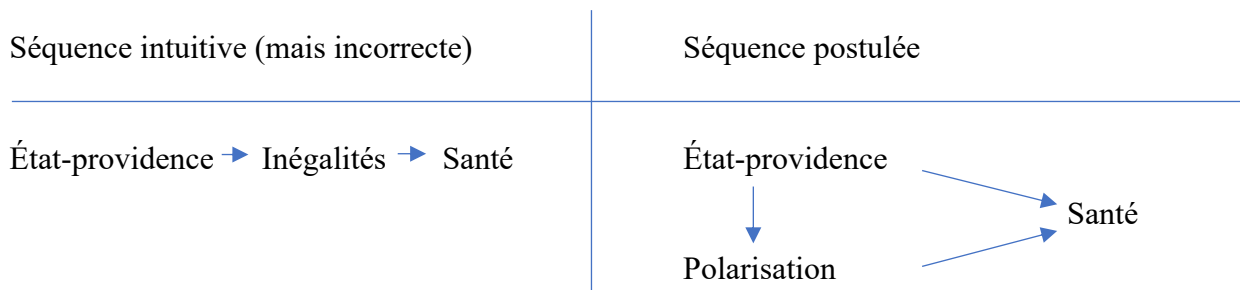 Séquence intuitive (mais incorrecte)
Séquence postulée
État-providence Inégalités Santé
État-providence
Santé
Polarisation